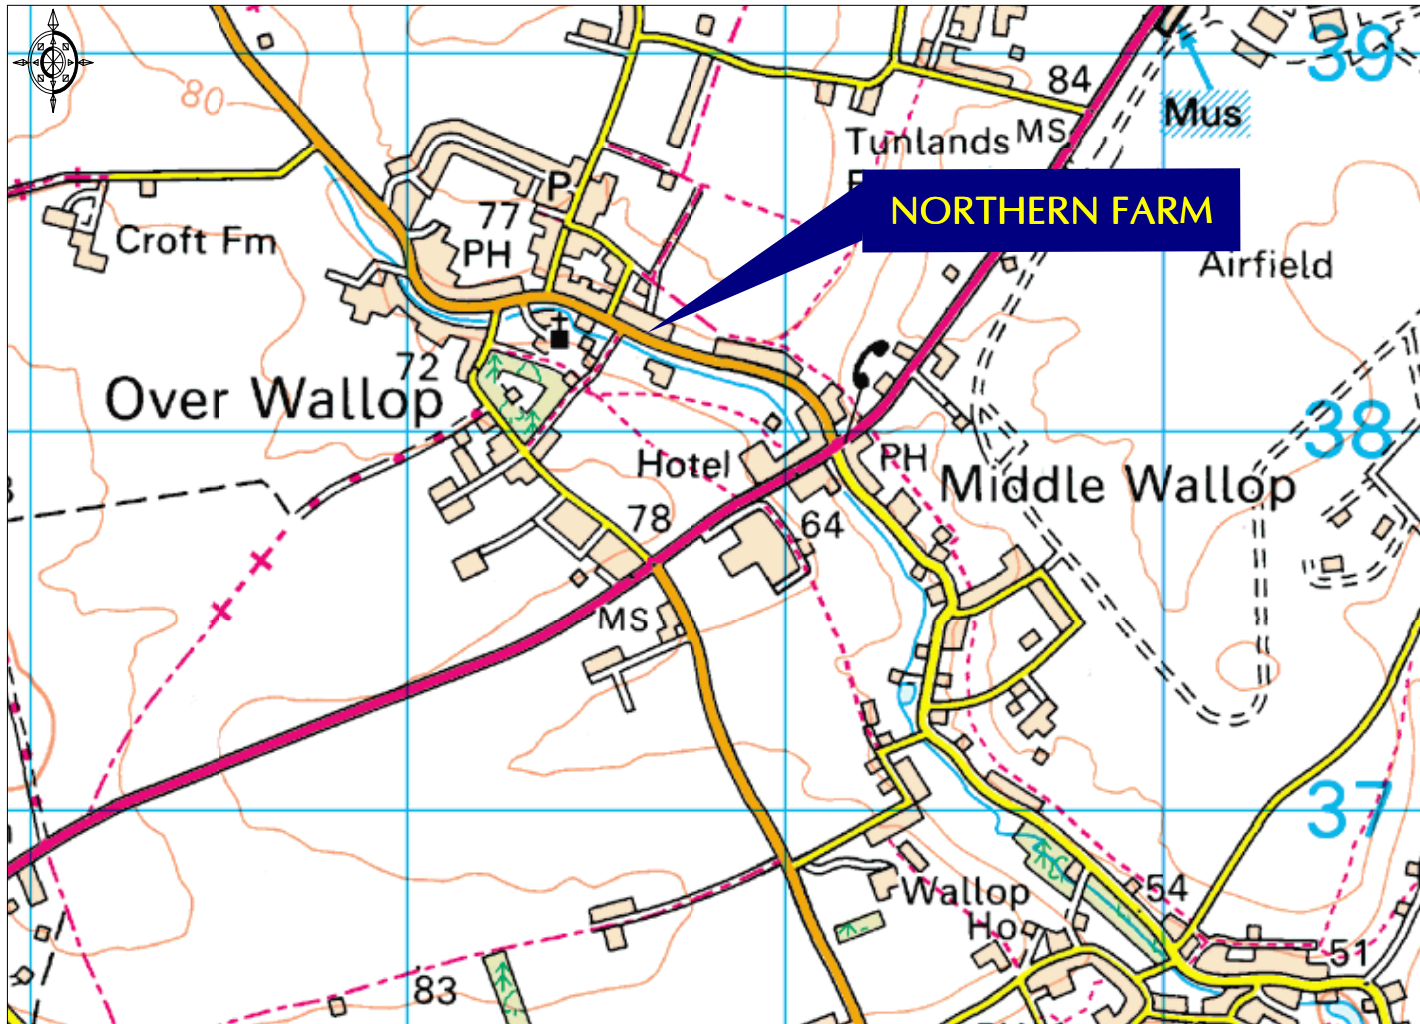 80
39
84
Mus
Tunlands MS
F
NORTHERN FARM
P
77
PH
Croft Fm
Airfield
72
Over Wallop
38
Hotel
PH
Middle Wallop
78
64
MS
37
Wallop
Ho
54
51
83